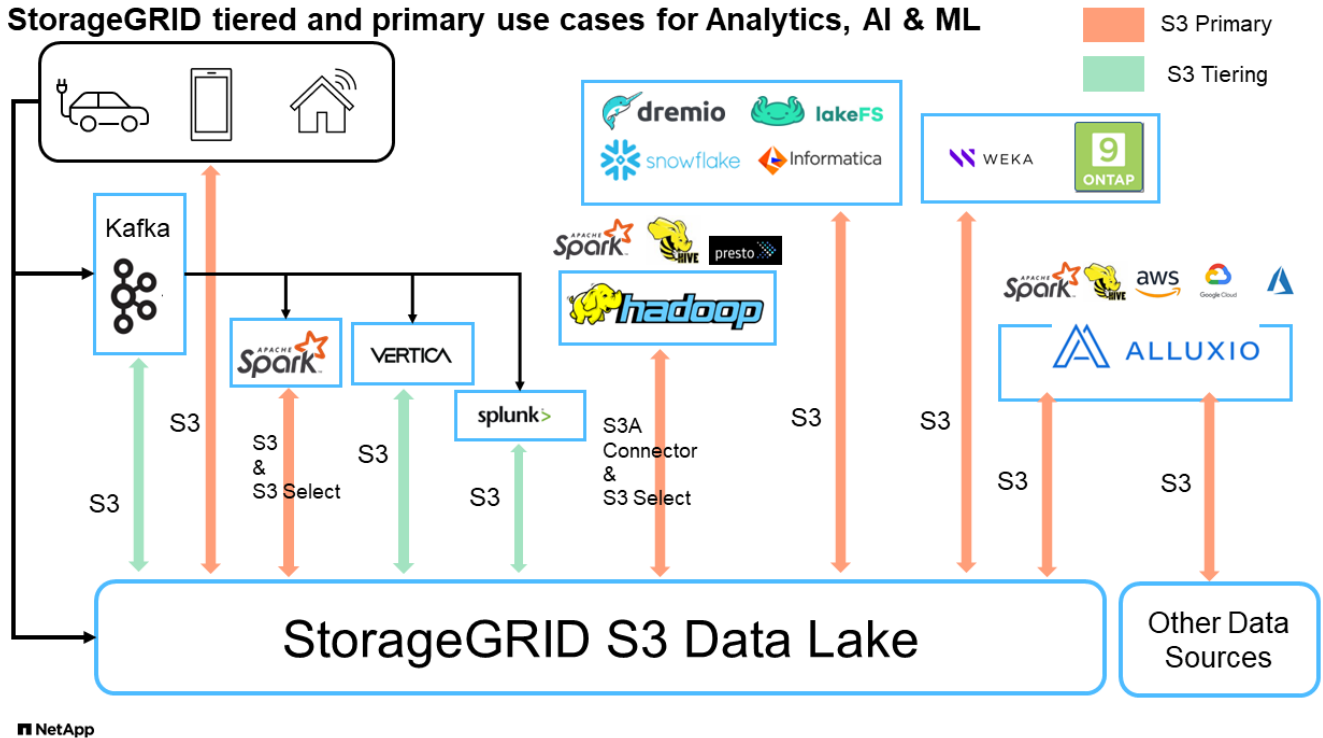 StorageGRID tiered and primary use cases for Analytics, AI & ML
S3 Primary
S3 Tiering
dremio
lakeFS
snowflake
Informatica
WEKA
9
ONTAP
Kafka
APACHE
Spark
HIVE
presto
hadoop
APACHE
Spark
HIVE
aws
Google Cloud
ALLUXIO
APACHE
Spark
VERTICA
splunk>
S3
S3
S3
&
S3 Select
S3
S3
S3A
Connector
&
S3 Select
S3
S3
S3
S3
StorageGRID S3 Data Lake
Other Data
Sources
NetApp